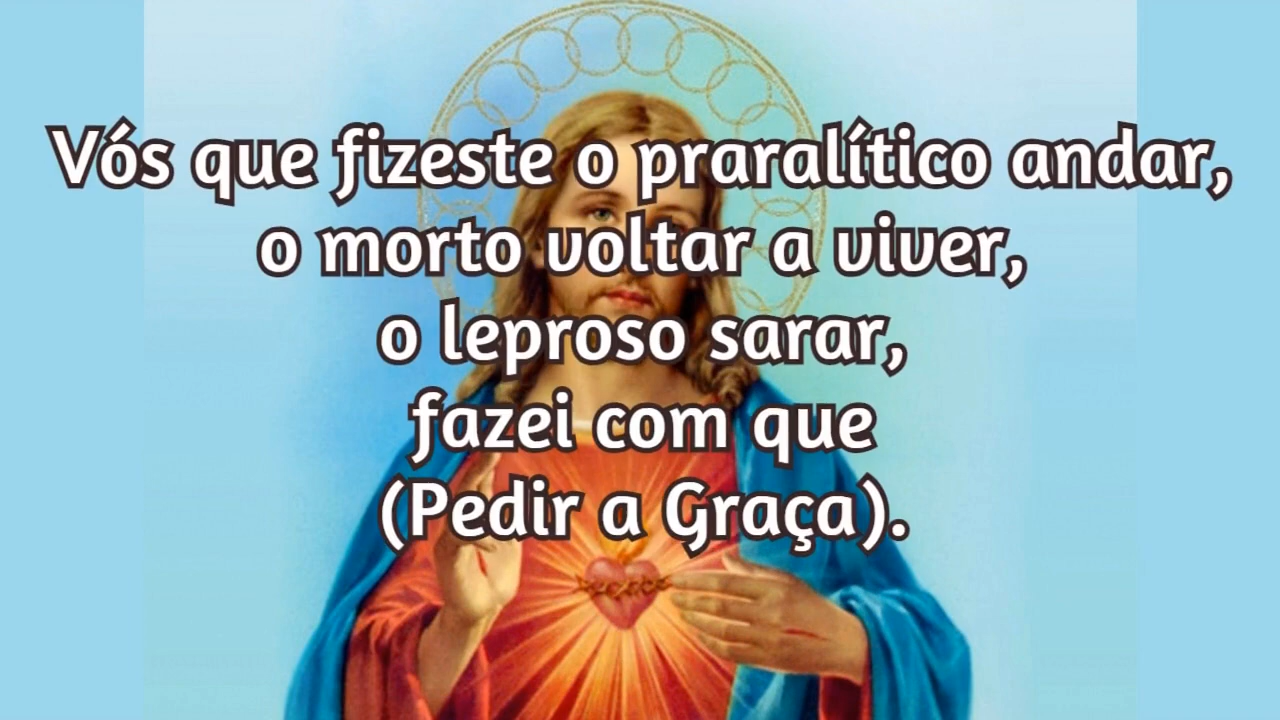 Vós que fizeste o praralítico andar,
o morto voltar a viver,
o leproso sarar,
fazei com que
(Pedir a Graça).